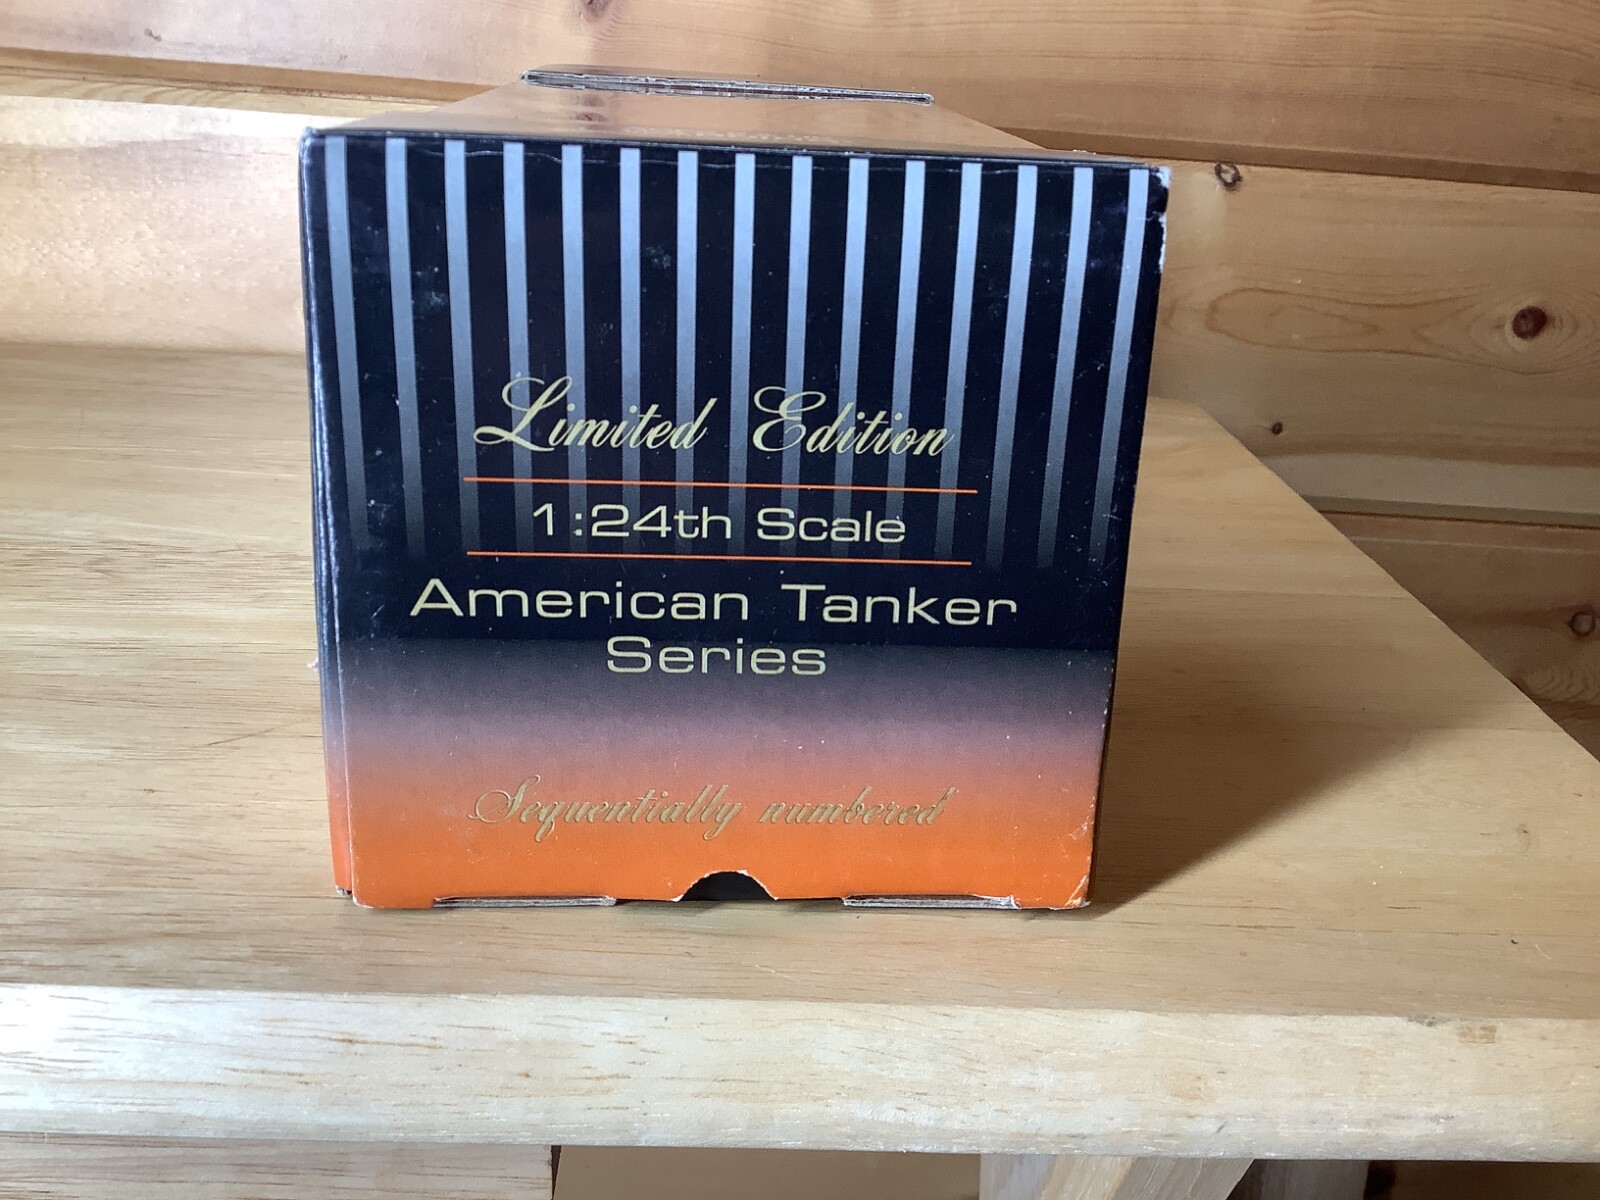 Limited Edition
1:24th Scale
American Tanker
Series
Sequentially numbered